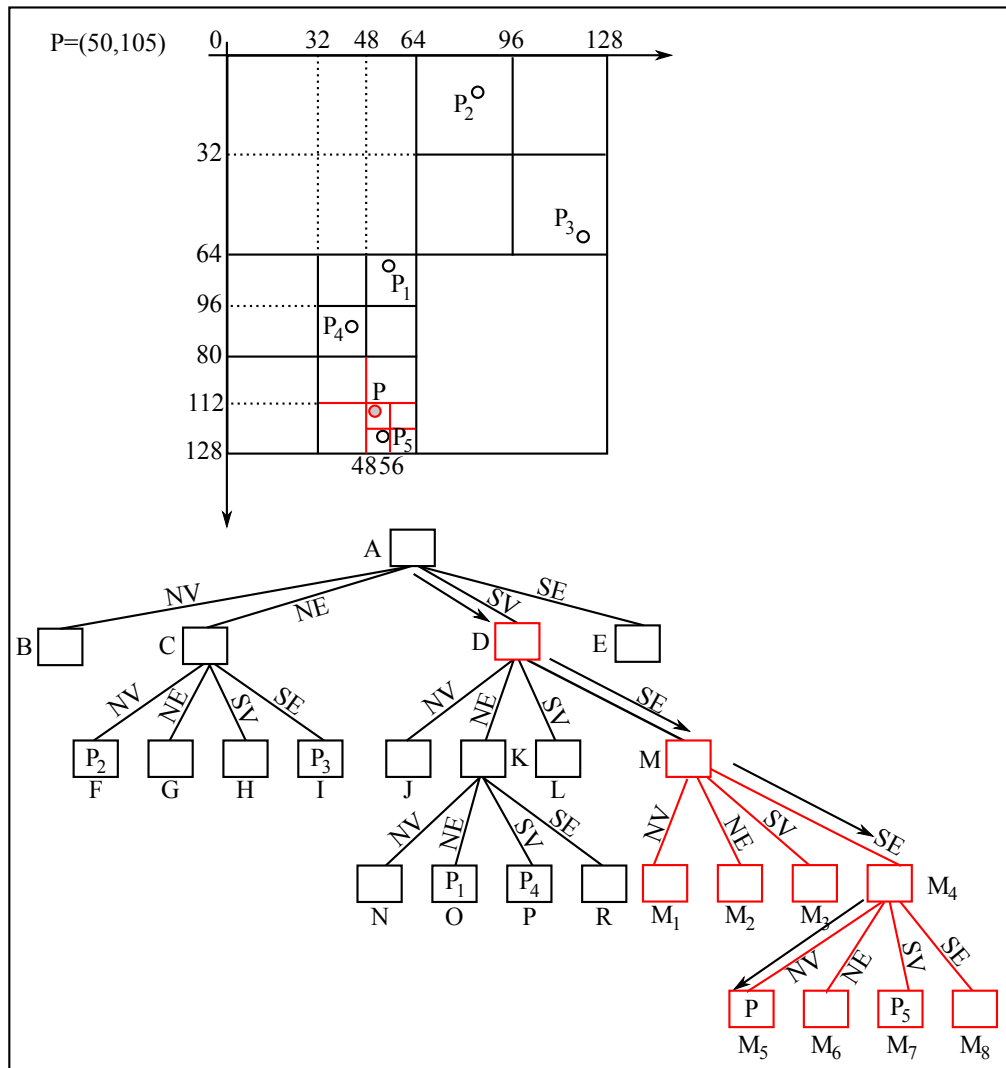 P=(50,105) 0 32 48 64 96 128
P2
32
P3
64
P1
96
P4
80
P
112
P5
128
48 56
A
NV NE SV SE
B C D E
NV NE SV SE NV NE SV SE
P2 P3 K M
F G H I J L
NV NE SV SE NV NE SV SE
P1 P4 M4
N O P R M1 M2 M3
NV NE SV SE
P P5
M5 M6 M7 M8